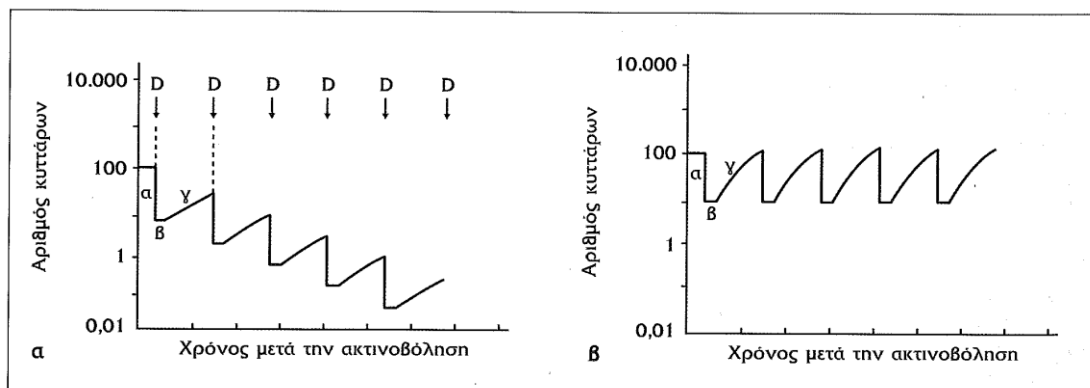 D D D D D D
10.000
100
1
0,01
Αριθμός κυττάρων
α
β
γ
Χρόνος μετά την ακτινοβόληση
α
10.000
100
1
0,01
Αριθμός κυττάρων
α
β
γ
Χρόνος μετά την ακτινοβόληση
β